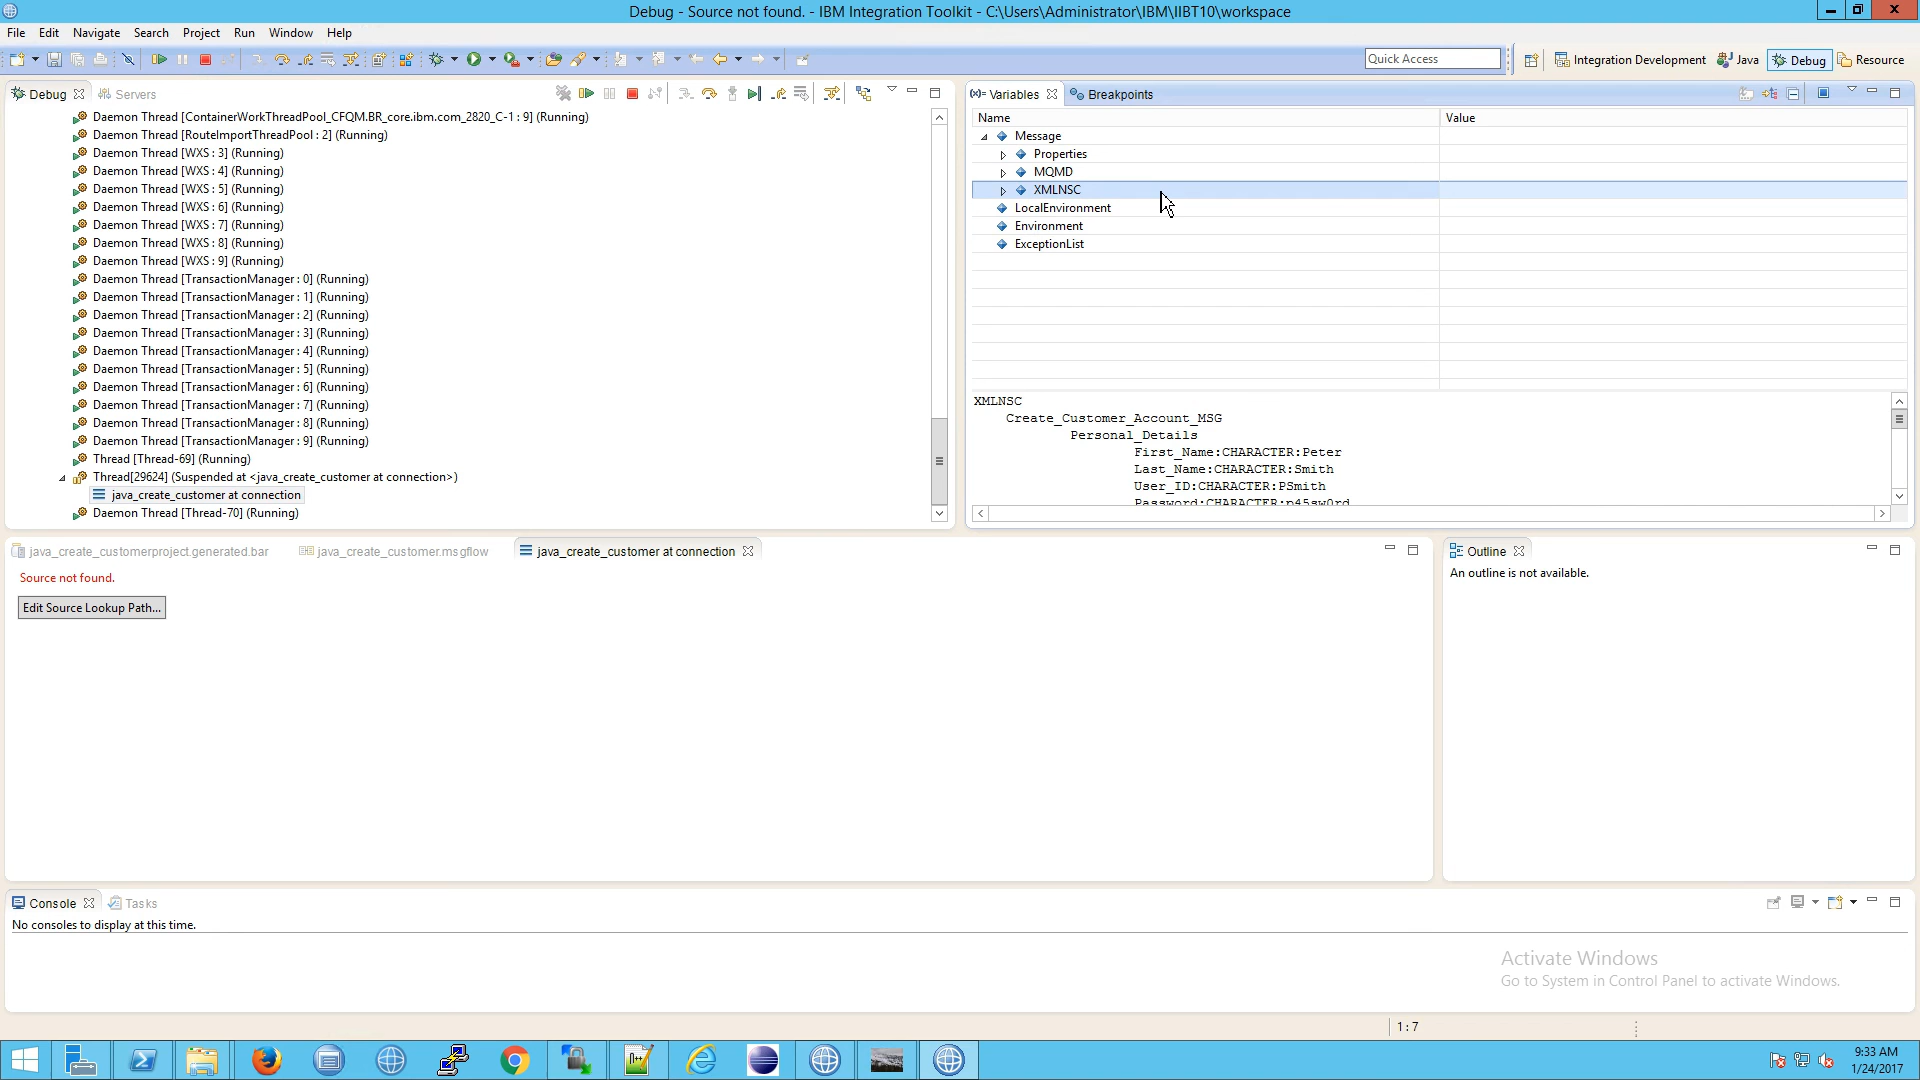 Debug - Source not found. - IBM Integration Toolkit - C:\Users\Administrator\IBM\IIBT10\workspace
File Edit Navigate Search Project Run Window Help
Quick Access
Integration Development Java Debug Resource
Debug Servers
Daemon Thread [ContainerWorkThreadPool_CFQM.BR_core.ibm.com_2820_C-1 : 9] (Running)
Daemon Thread [RouteImportThreadPool : 2] (Running)
Daemon Thread [WXS : 3] (Running)
Daemon Thread [WXS : 4] (Running)
Daemon Thread [WXS : 5] (Running)
Daemon Thread [WXS : 6] (Running)
Daemon Thread [WXS : 7] (Running)
Daemon Thread [WXS : 8] (Running)
Daemon Thread [WXS : 9] (Running)
Daemon Thread [TransactionManager : 0] (Running)
Daemon Thread [TransactionManager : 1] (Running)
Daemon Thread [TransactionManager : 2] (Running)
Daemon Thread [TransactionManager : 3] (Running)
Daemon Thread [TransactionManager : 4] (Running)
Daemon Thread [TransactionManager : 5] (Running)
Daemon Thread [TransactionManager : 6] (Running)
Daemon Thread [TransactionManager : 7] (Running)
Daemon Thread [TransactionManager : 8] (Running)
Daemon Thread [TransactionManager : 9] (Running)
Thread [Thread-69] (Running)
Thread[29624] (Suspended at <java_create_customer at connection>)
java_create_customer at connection
Daemon Thread [Thread-70] (Running)
(x)= Variables Breakpoints
Name Value
Message
Properties
MQMD
XMLNSC
LocalEnvironment
Environment
ExceptionList
XMLNSC
Create_Customer_Account_MSG
Personal_Details
First_Name:CHARACTER:Peter
Last_Name:CHARACTER:Smith
User_ID:CHARACTER:PSmith
Password:CHARACTER:p45sw0rd
java_create_customerproject.generated.bar java_create_customer.msgflow java_create_customer at connection
Source not found.
Edit Source Lookup Path...
Outline
An outline is not available.
Console Tasks
No consoles to display at this time.
Activate Windows
Go to System in Control Panel to activate Windows.
1 : 7
9:33 AM
1/24/2017